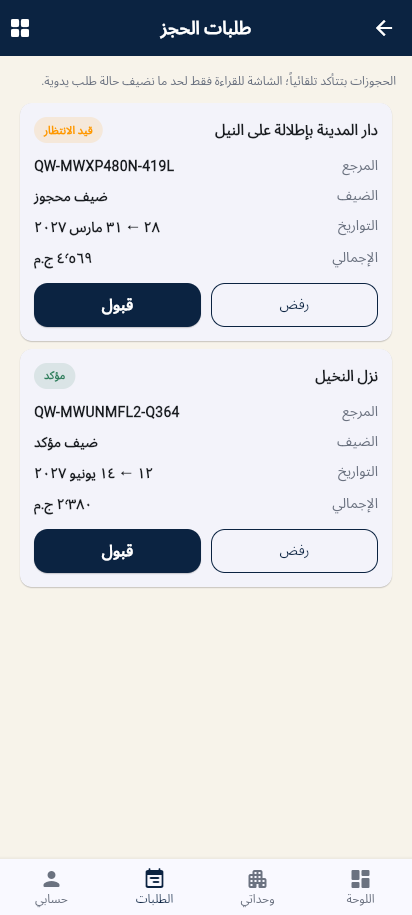 طلبات الحجز
الحجوزات بتتأكد تلقائياً؛ الشاشة للقراءة فقط لحد ما نضيف حالة طلب يدوية.
دار المدينة بإطلالة على النيل
قيد الانتظار
المرجع QW-MWXP480N-419L
الضيف ضيف محجوز
التواريخ ٢٨ ← ٣١ مارس ٢٠٢٧
الإجمالي ٤٬٥٦٩ ج.م
رفض
قبول
نزل النخيل
مؤكد
المرجع QW-MWUNMFL2-Q364
الضيف ضيف مؤكد
التواريخ ١٢ ← ١٤ يونيو ٢٠٢٧
الإجمالي ٢٬٣٨٠ ج.م
رفض
قبول
اللوحة
وحداتي
الطلبات
حسابي